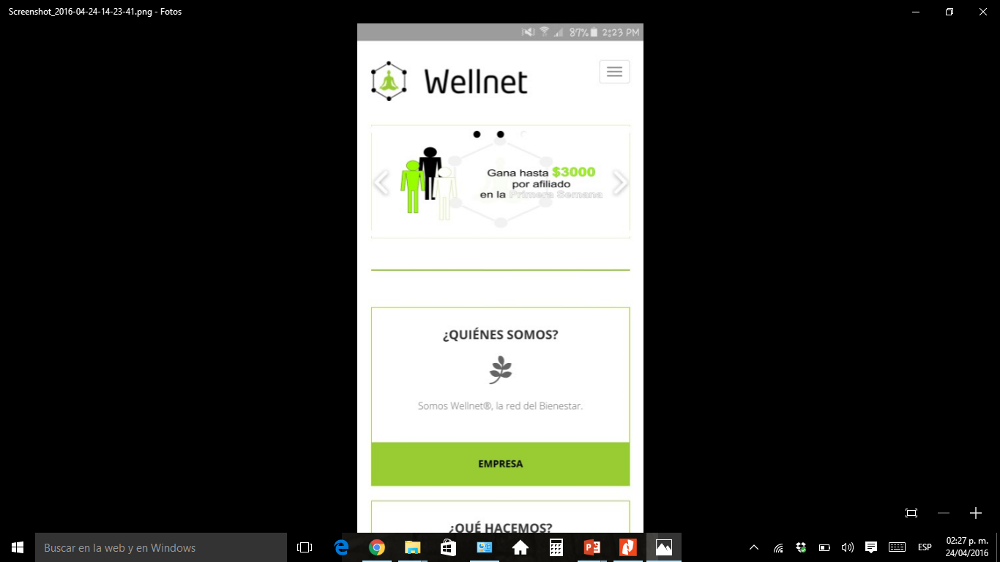 Screenshot_2016-04-24-14-23-41.png - Fotos
87% 2:23 PM
Wellnet
Gana hasta $3000
por afiliado
en la Primera Semana
¿QUIÉNES SOMOS?
Somos Wellnet®, la red del Bienestar.
EMPRESA
¿QUÉ HACEMOS?
Buscar en la web y en Windows
ESP
02:27 p. m.
24/04/2016